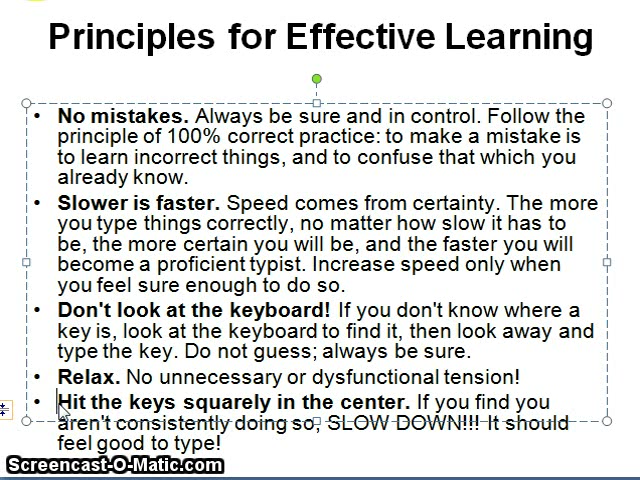 Principles for Effective Learning
• No mistakes. Always be sure and in control. Follow the
principle of 100% correct practice: to make a mistake is
to learn incorrect things, and to confuse that which you
already know.
• Slower is faster. Speed comes from certainty. The more
you type things correctly, no matter how slow it has to
be, the more certain you will be, and the faster you will
become a proficient typist. Increase speed only when
you feel sure enough to do so.
• Don't look at the keyboard! If you don't know where a
key is, look at the keyboard to find it, then look away and
type the key. Do not guess; always be sure.
• Relax. No unnecessary or dysfunctional tension!
• Hit the keys squarely in the center. If you find you
aren't consistently doing so, SLOW DOWN!!! It should
feel good to type!
Screencast-O-Matic.com